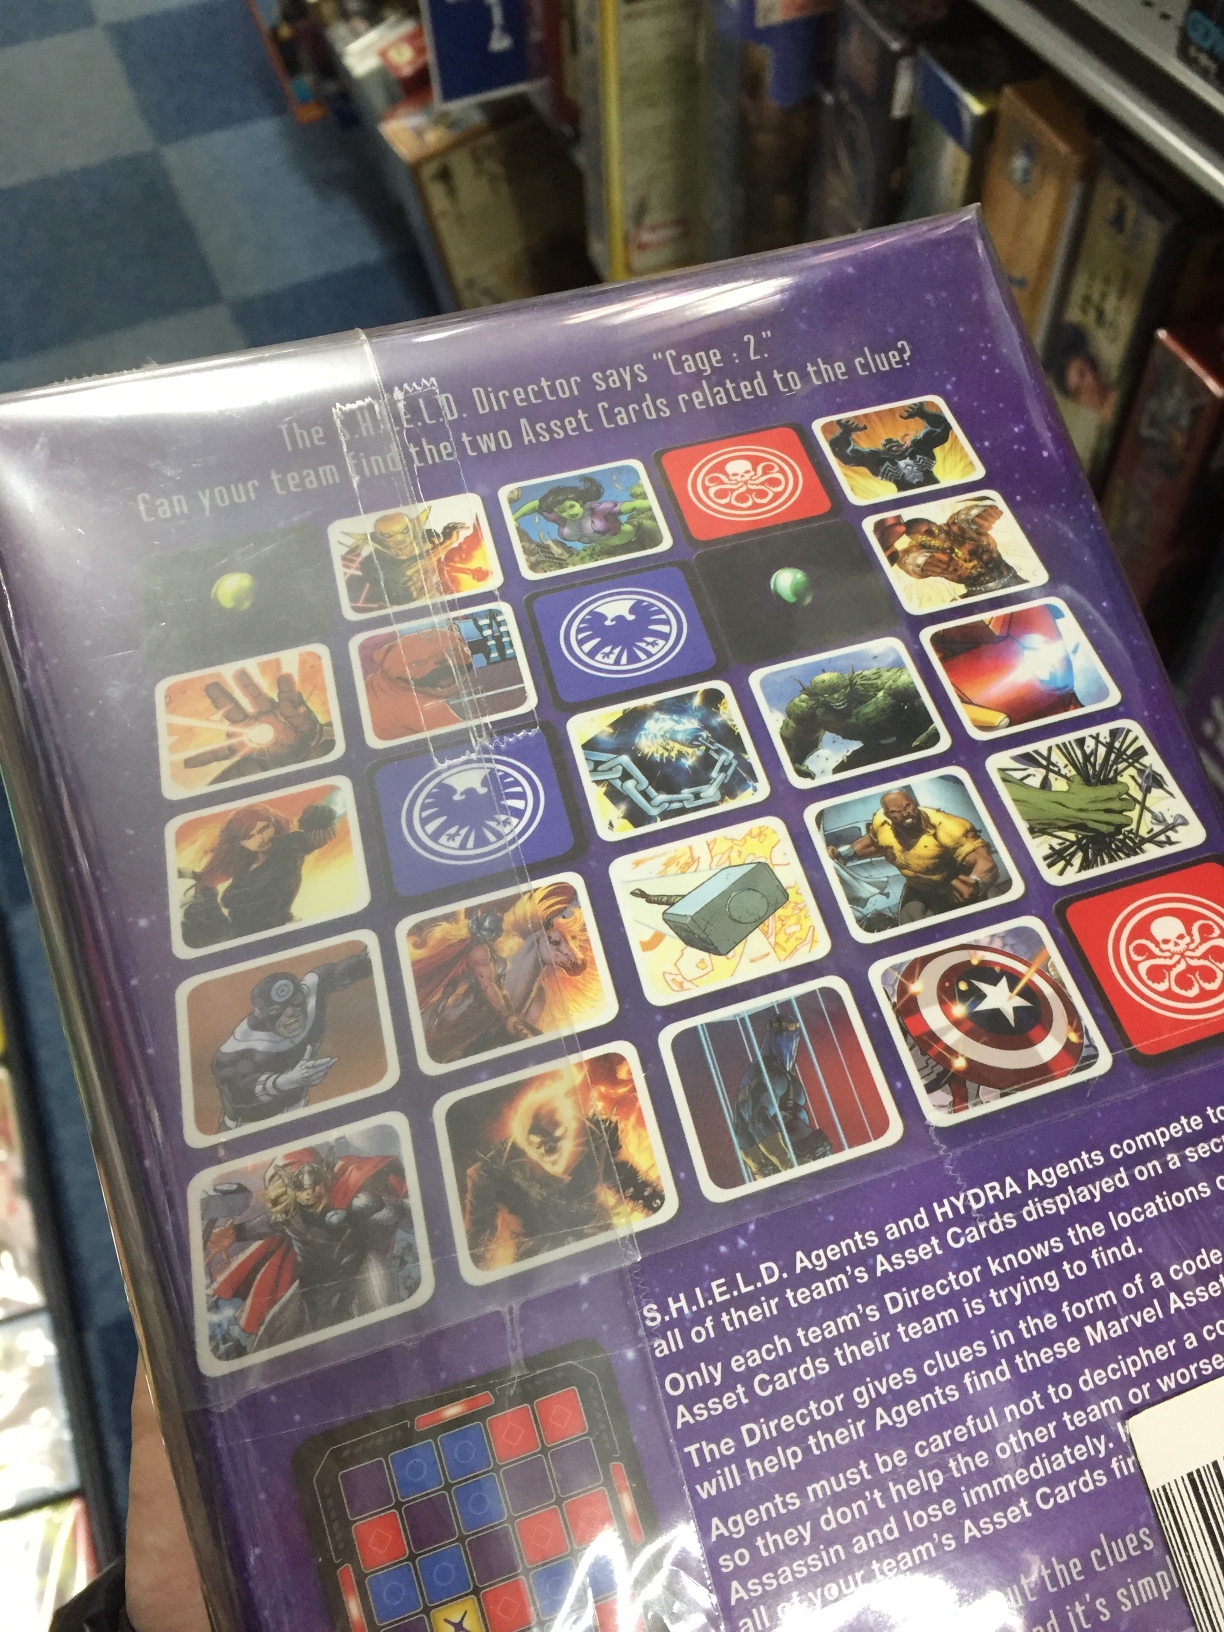 The S.H.I.E.L.D. Director says “Cage : 2.”
Can your team find the two Asset Cards related to the clue?
S.H.I.E.L.D. Agents and HYDRA Agents compete to
all of their team's Asset Cards displayed on a
Only each team's Director knows the locations
Asset Cards their team is trying to find.
The Director gives clues in the form of a code
will help their Agents find these Marvel
Agents must be careful not to decipher a
so they don't help the other team or worse
Assassin and lose immediately.
all of your team's Asset Cards
the clues
it's